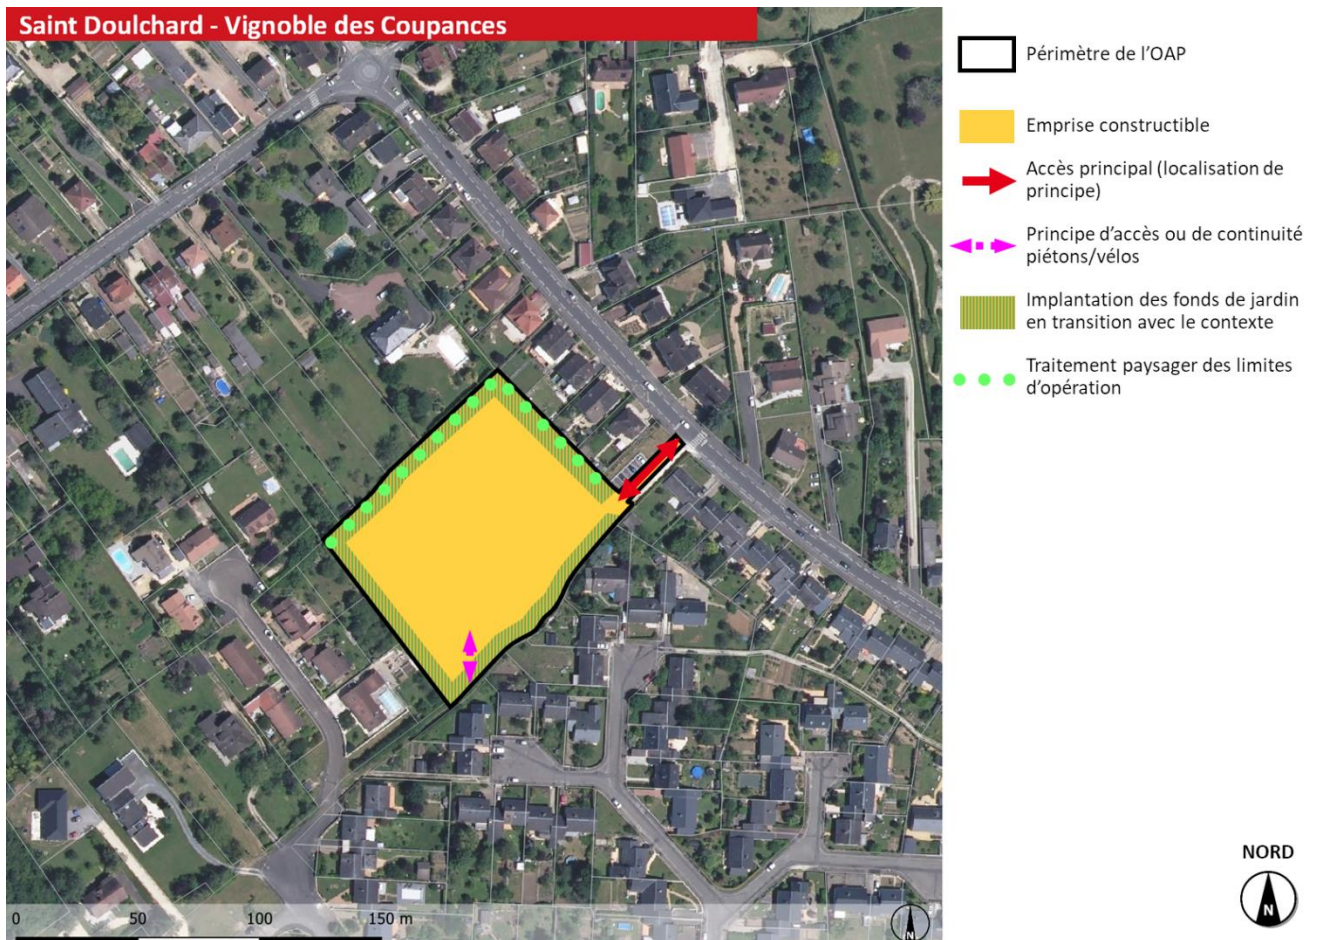 Saint Doulchard - Vignoble des Coupances
Périmètre de l'OAP
Emprise constructible
Accès principal (localisation de
principe)
Principe d'accès ou de continuité
piétons/vélos
Implantation des fonds de jardin
en transition avec le contexte
Traitement paysager des limites
d'opération
NORD
N
0 50 100 150 m
N